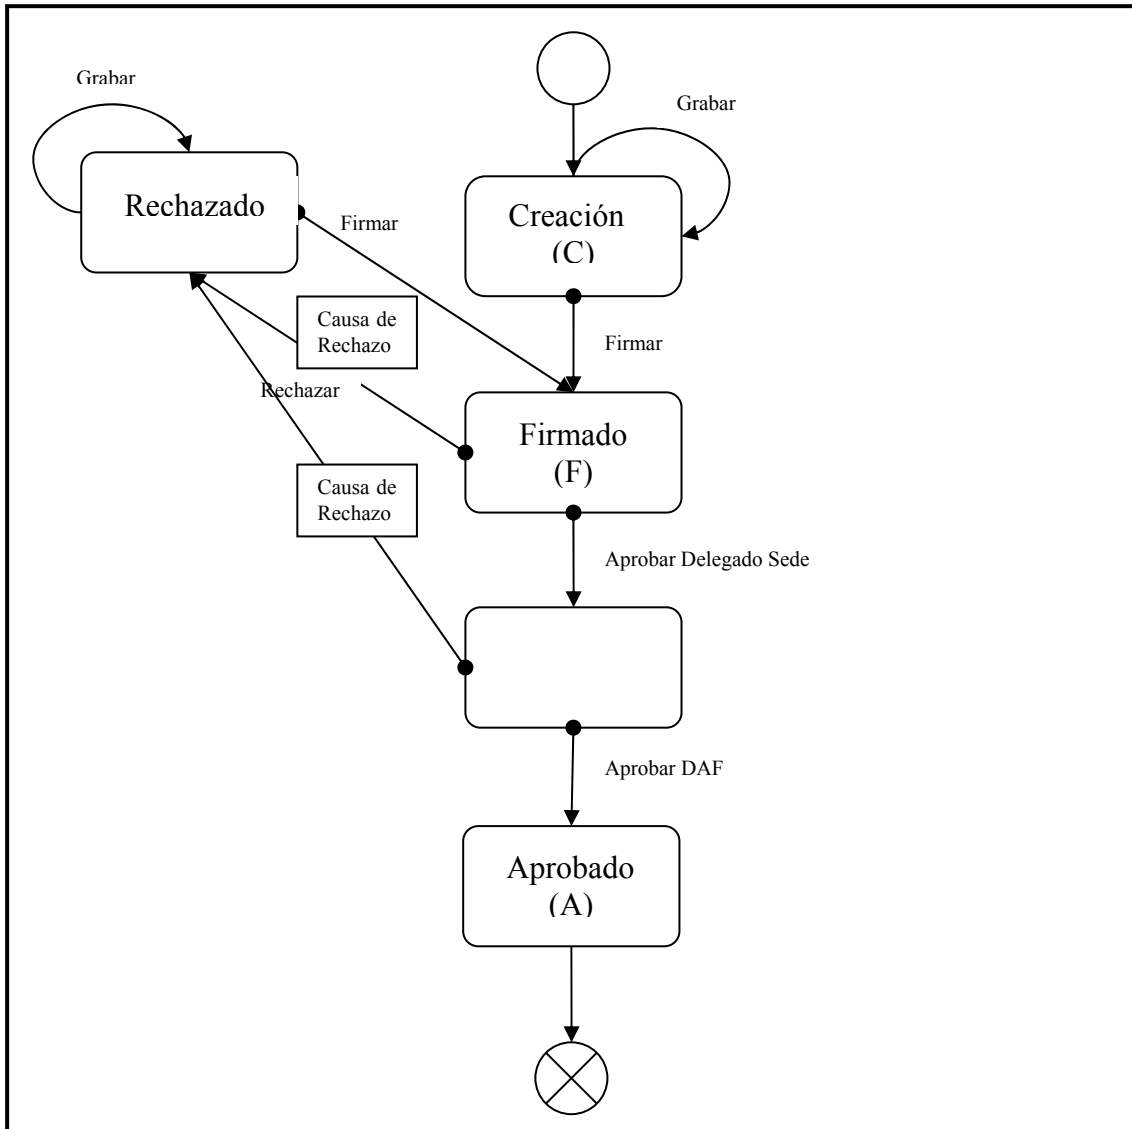 Grabar
Grabar
Rechazado
Creación
(C)
Firmar
Causa de
Rechazo
Firmar
Rechazar
Firmado
(F)
Causa de
Rechazo
Aprobar Delegado Sede
Aprobar DAF
Aprobado
(A)